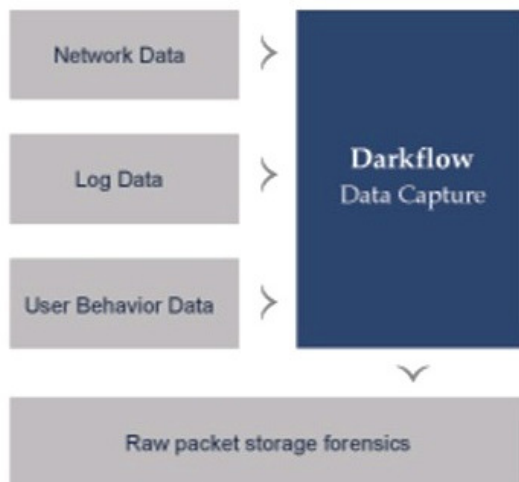 Network Data
Log Data
User Behavior Data
Darkflow
Data Capture
Raw packet storage forensics